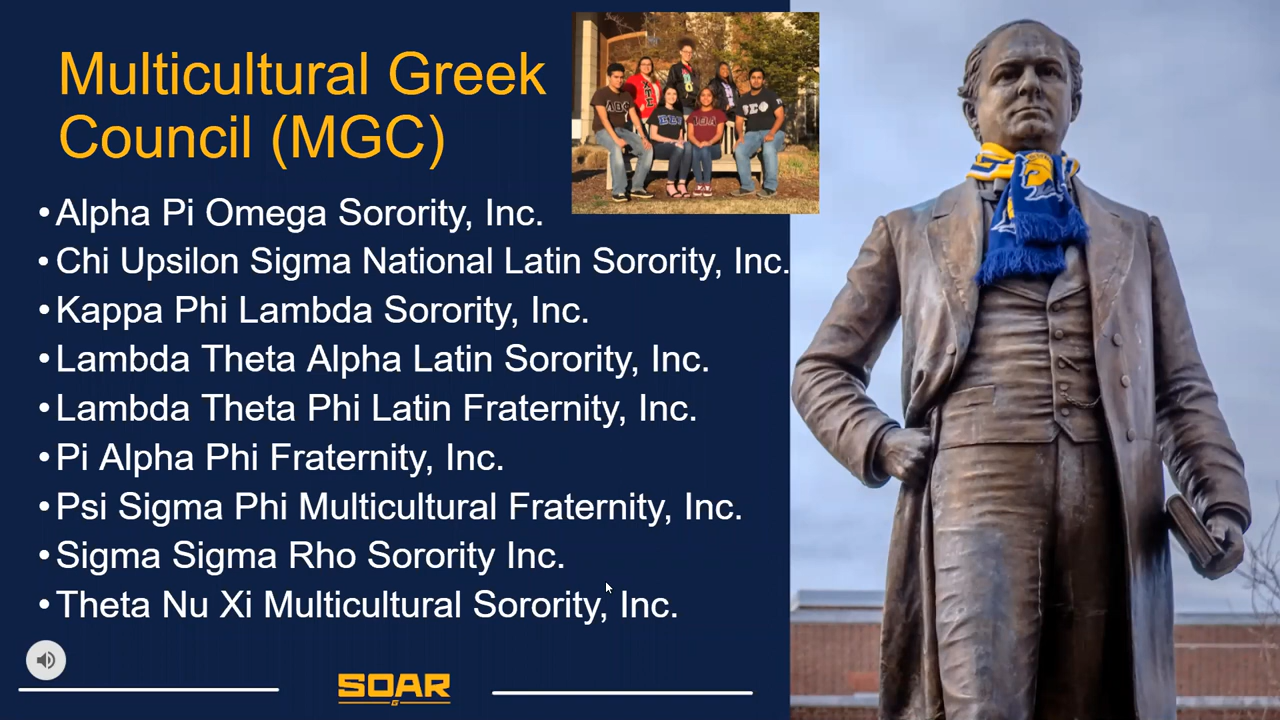 Multicultural Greek
Council (MGC)
• Alpha Pi Omega Sorority, Inc.
• Chi Upsilon Sigma National Latin Sorority, Inc.
• Kappa Phi Lambda Sorority, Inc.
• Lambda Theta Alpha Latin Sorority, Inc.
• Lambda Theta Phi Latin Fraternity, Inc.
• Pi Alpha Phi Fraternity, Inc.
• Psi Sigma Phi Multicultural Fraternity, Inc.
• Sigma Sigma Rho Sorority Inc.
• Theta Nu Xi Multicultural Sorority, Inc.
SOAR
G